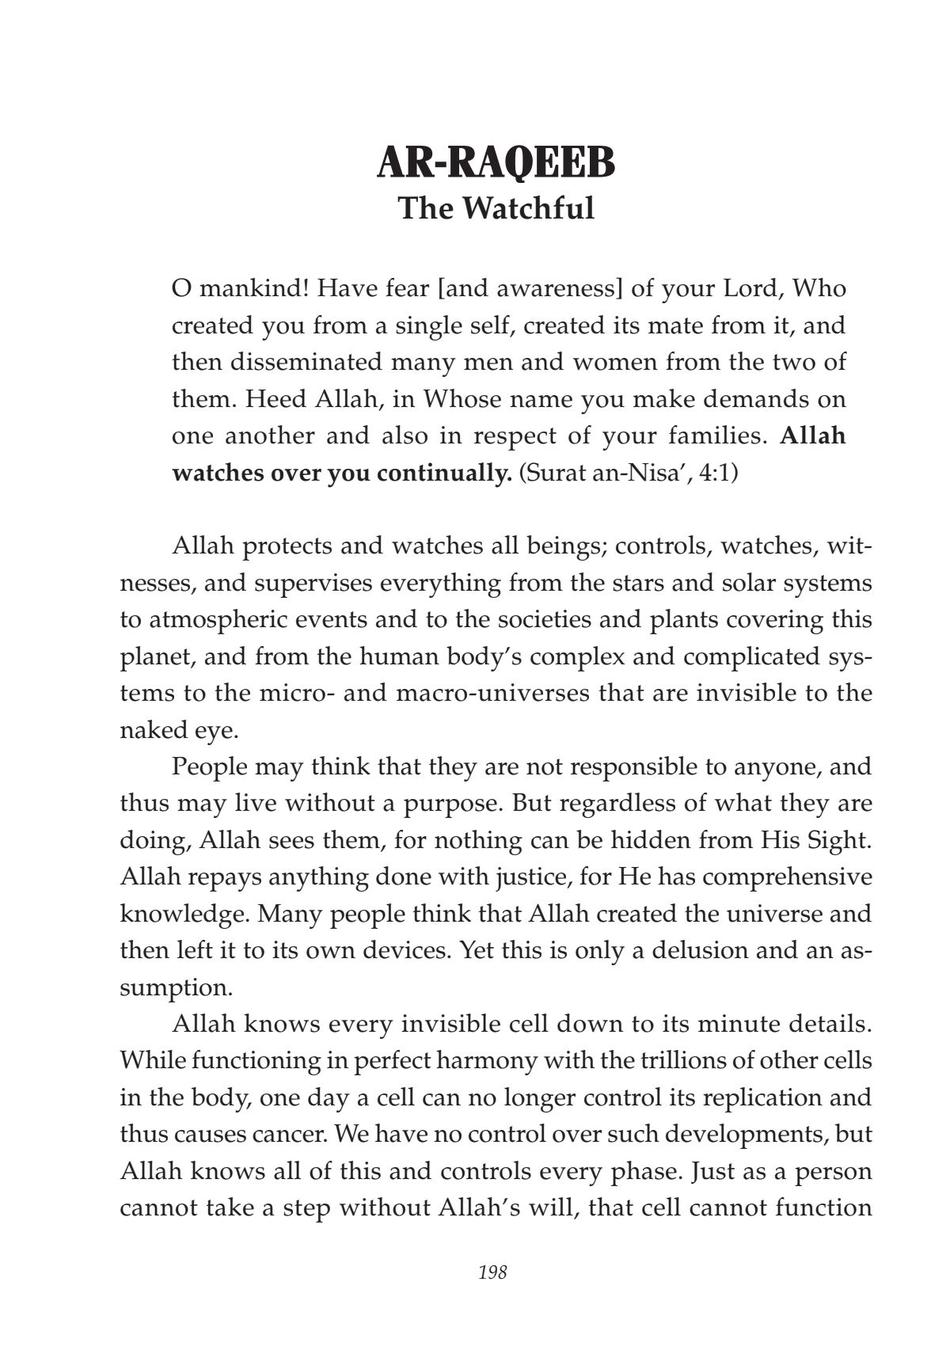 AR-RAQEEB
The Watchful
O mankind! Have fear [and awareness] of your Lord, Who
created you from a single self, created its mate from it, and
then disseminated many men and women from the two of
them. Heed Allah, in Whose name you make demands on
one another and also in respect of your families. Allah
watches over you continually. (Surat an-Nisa’, 4:1)
Allah protects and watches all beings; controls, watches, wit-
nesses, and supervises everything from the stars and solar systems
to atmospheric events and to the societies and plants covering this
planet, and from the human body’s complex and complicated sys-
tems to the micro- and macro-universes that are invisible to the
naked eye.
People may think that they are not responsible to anyone, and
thus may live without a purpose. But regardless of what they are
doing, Allah sees them, for nothing can be hidden from His Sight.
Allah repays anything done with justice, for He has comprehensive
knowledge. Many people think that Allah created the universe and
then left it to its own devices. Yet this is only a delusion and an as-
sumption.
Allah knows every invisible cell down to its minute details.
While functioning in perfect harmony with the trillions of other cells
in the body, one day a cell can no longer control its replication and
thus causes cancer. We have no control over such developments, but
Allah knows all of this and controls every phase. Just as a person
cannot take a step without Allah’s will, that cell cannot function
198